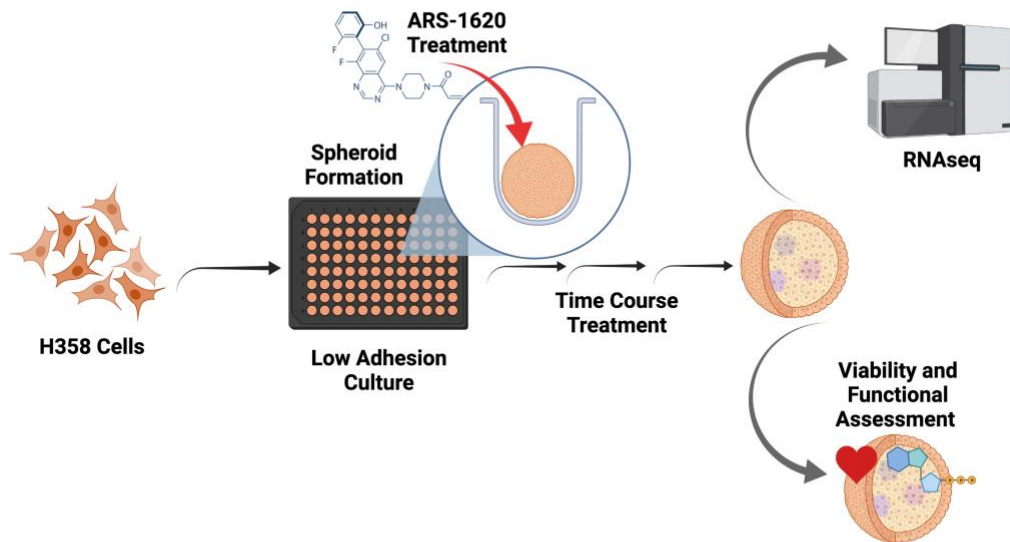 ARS-1620
Treatment
OH
Cl
F
F
N
N
N
N
O
Spheroid
Formation
RNAseq
H358 Cells
Low Adhesion
Culture
Time Course
Treatment
Viability and
Functional
Assessment